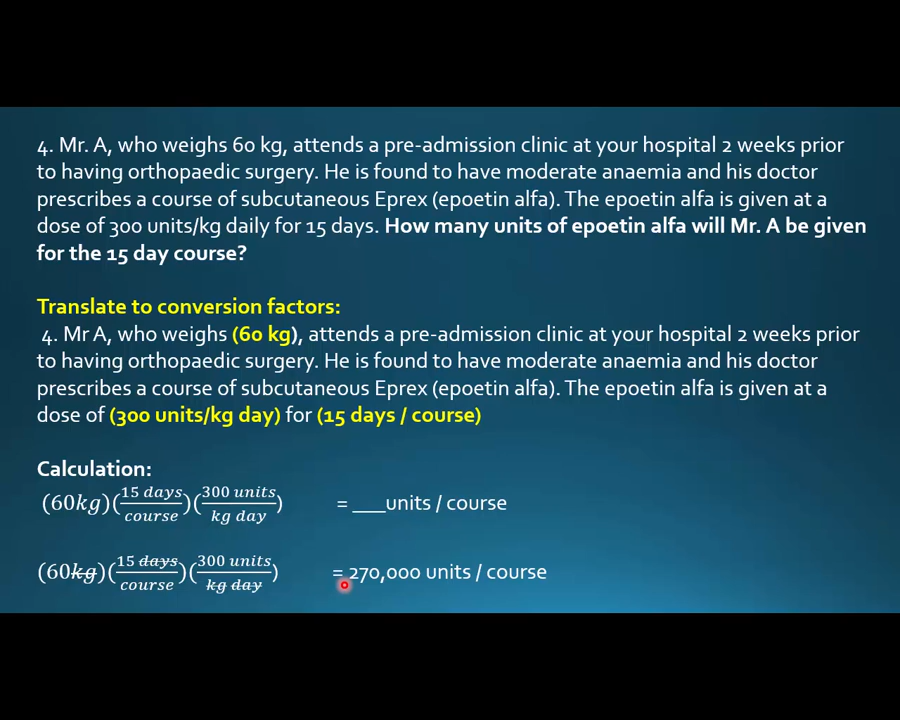 4. Mr. A, who weighs 60 kg, attends a pre-admission clinic at your hospital 2 weeks prior
to having orthopaedic surgery. He is found to have moderate anaemia and his doctor
prescribes a course of subcutaneous Eprex (epoetin alfa). The epoetin alfa is given at a
dose of 300 units/kg daily for 15 days. How many units of epoetin alfa will Mr. A be given
for the 15 day course?
Translate to conversion factors:
4. Mr A, who weighs (60 kg), attends a pre-admission clinic at your hospital 2 weeks prior
to having orthopaedic surgery. He is found to have moderate anaemia and his doctor
prescribes a course of subcutaneous Eprex (epoetin alfa). The epoetin alfa is given at a
dose of (300 units/kg day) for (15 days / course)
Calculation:
(60kg)(15 days/course)(300 units/kg day) = ___units / course
(60kg)(15 days/course)(300 units/kg day) = 270,000 units / course